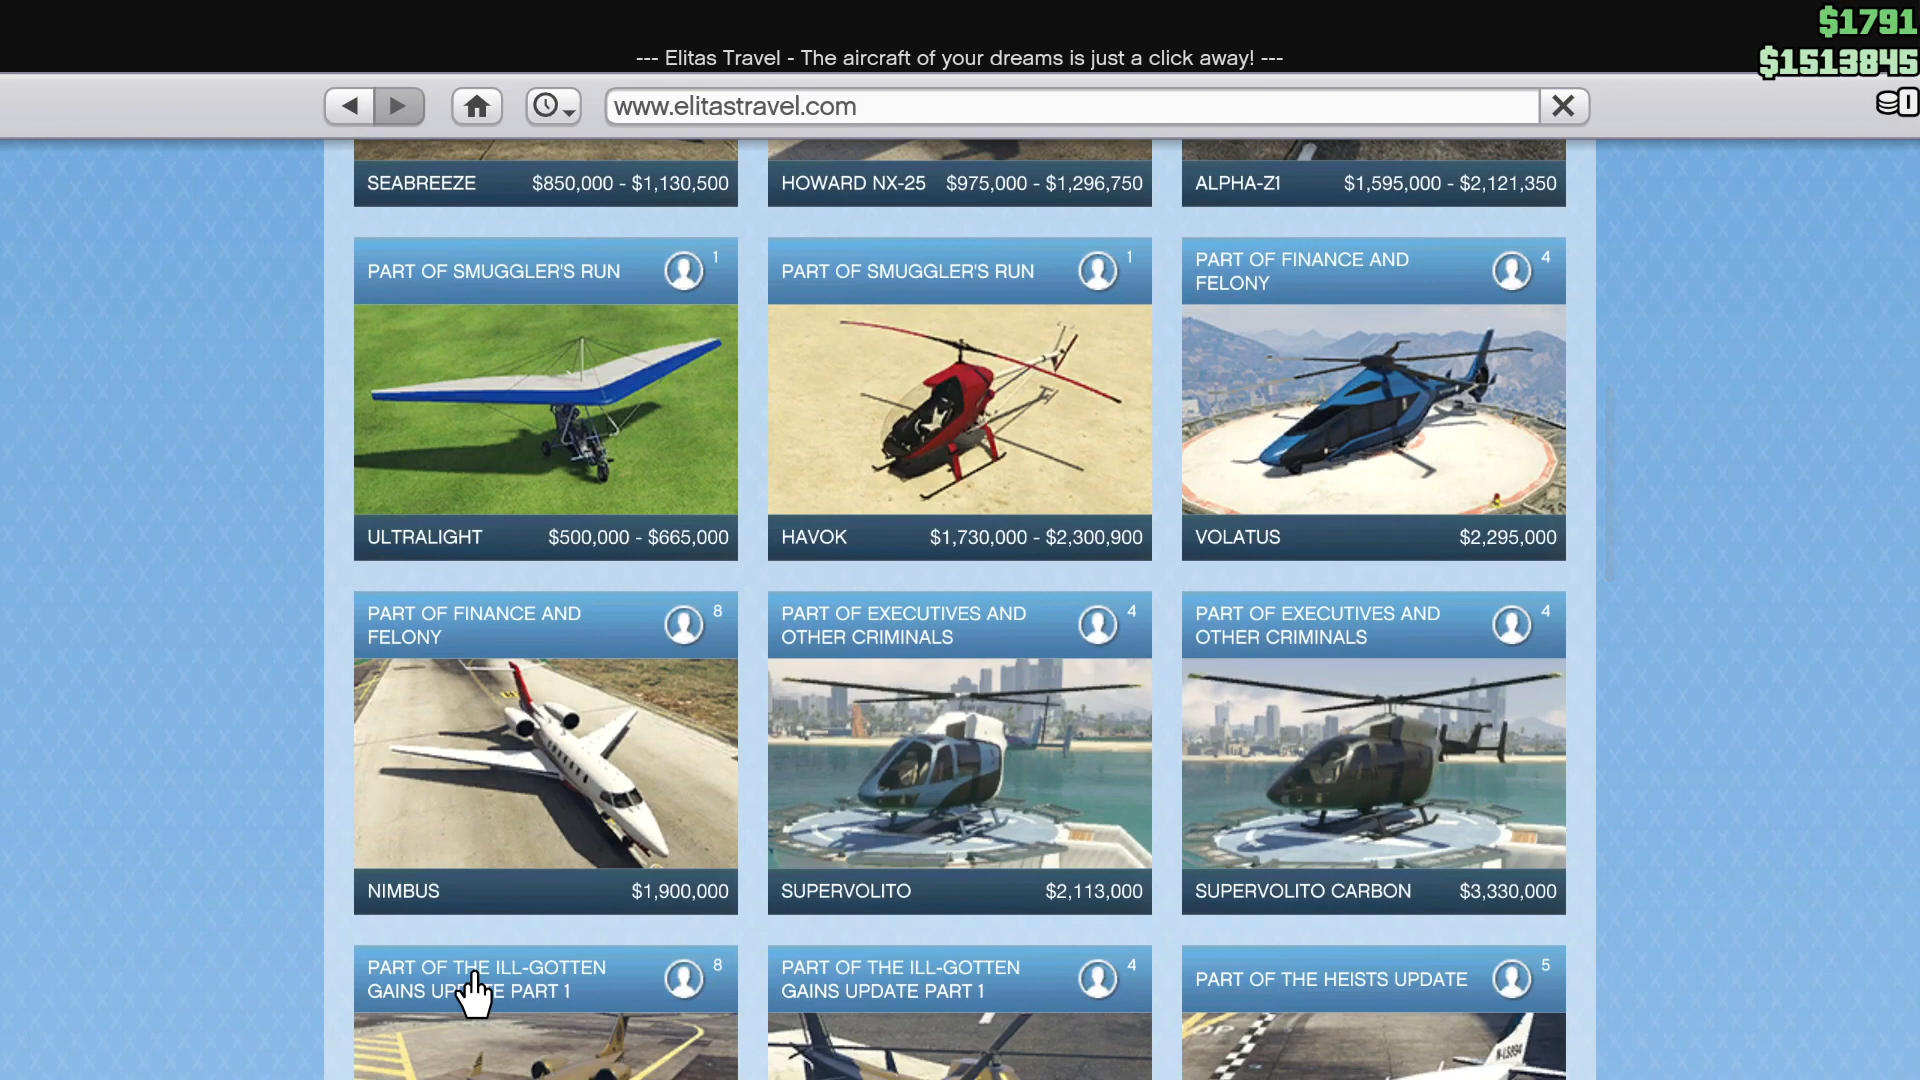 $1791
--- Elitas Travel - The aircraft of your dreams is just a click away! ---
$1513845
www.elitastravel.com
SEABREEZE $850,000 - $1,130,500
HOWARD NX-25 $975,000 - $1,296,750
ALPHA-Z1 $1,595,000 - $2,121,350
PART OF SMUGGLER'S RUN 1
PART OF SMUGGLER'S RUN 1
PART OF FINANCE AND
FELONY 4
ULTRALIGHT $500,000 - $665,000
HAVOK $1,730,000 - $2,300,900
VOLATUS $2,295,000
PART OF FINANCE AND
FELONY 8
PART OF EXECUTIVES AND
OTHER CRIMINALS 4
PART OF EXECUTIVES AND
OTHER CRIMINALS 4
NIMBUS $1,900,000
SUPERVOLITO $2,113,000
SUPERVOLITO CARBON $3,330,000
PART OF THE ILL-GOTTEN
GAINS UPDATE PART 1 8
PART OF THE ILL-GOTTEN
GAINS UPDATE PART 1 4
PART OF THE HEISTS UPDATE 5
N-LS894